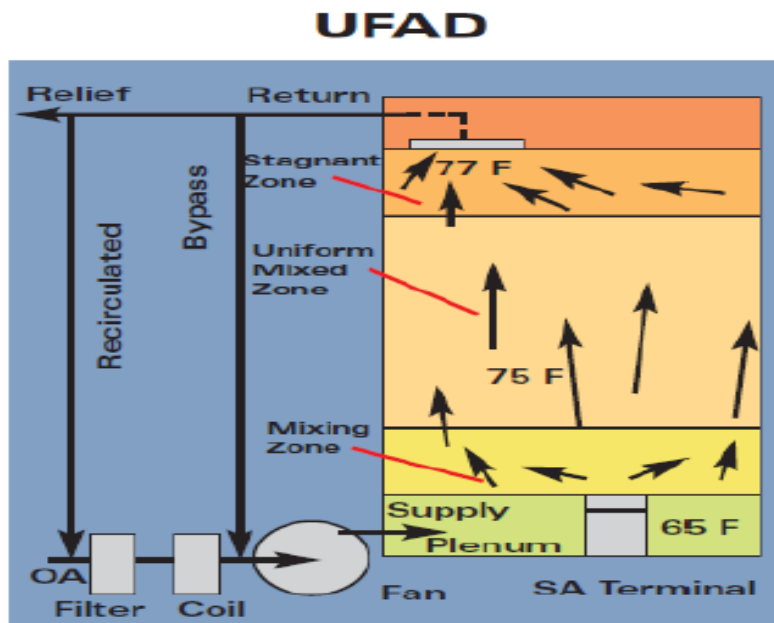 UFAD
Relief
Return
Stagnant
Zone
77 F
Bypass
Recirculated
Uniform
Mixed
Zone
75 F
Mixing
Zone
Supply
Plenum
65 F
OA
Filter
Coil
Fan
SA Terminal